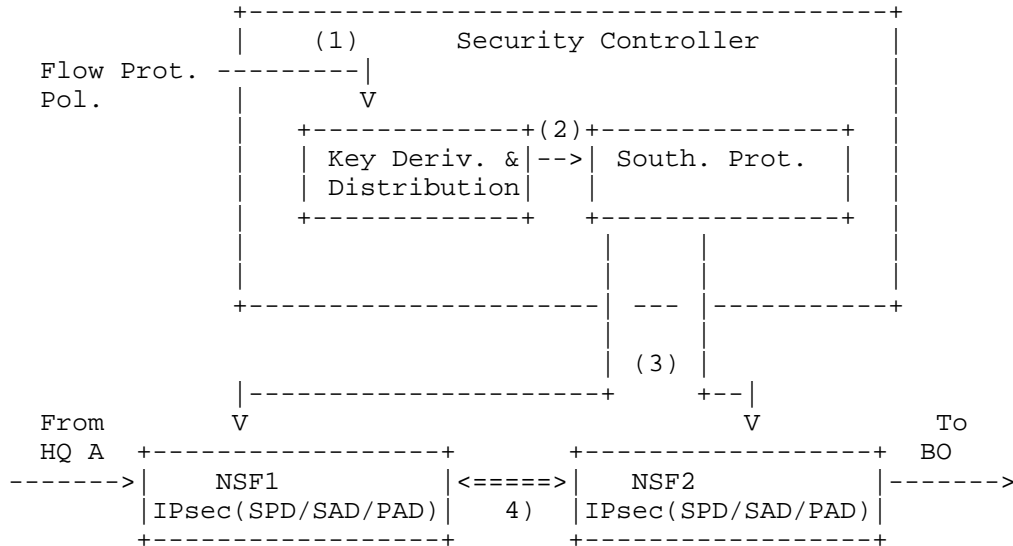 (1) Security Controller
Flow Prot.
Pol. V
(2)
Key Deriv. & --> South. Prot.
Distribution
(3)
From V V To
HQ A BO
NSF1 <=====> NSF2
IPsec(SPD/SAD/PAD) 4) IPsec(SPD/SAD/PAD)